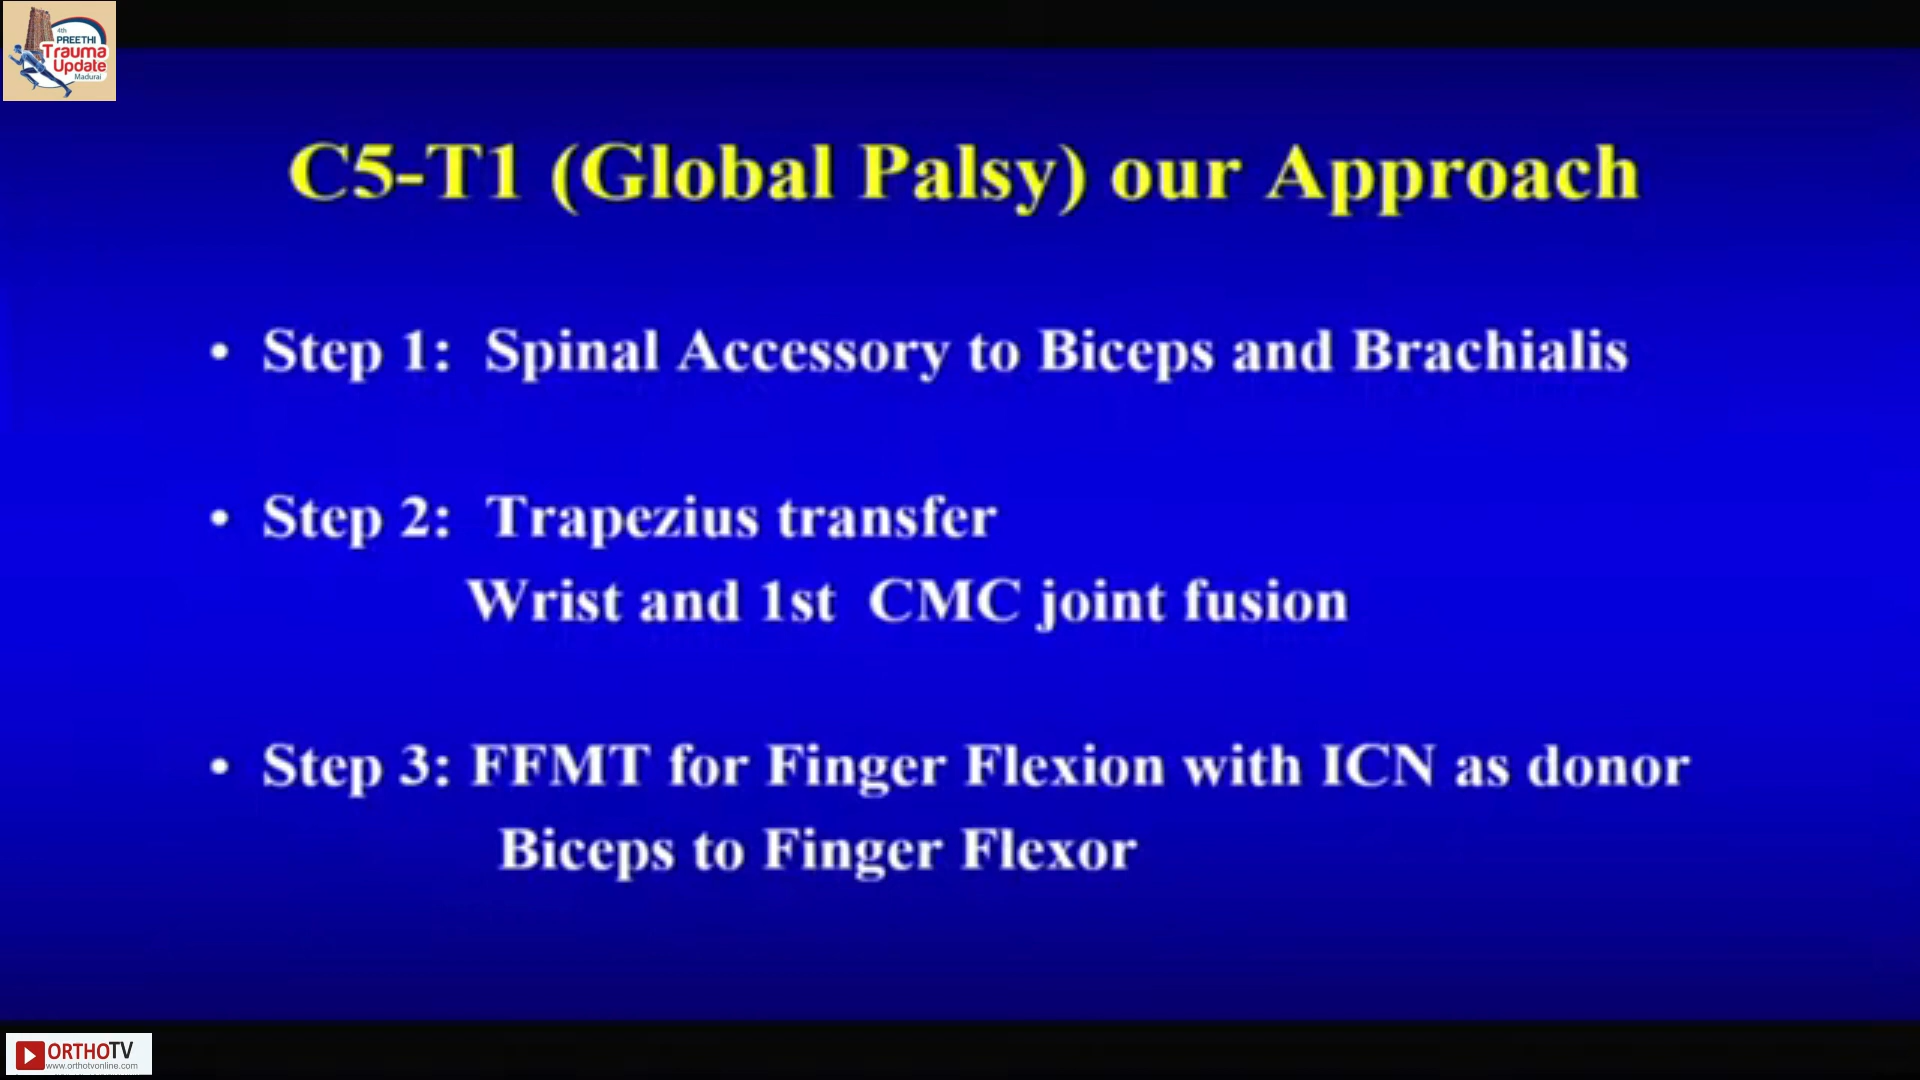 4th
PREETHI
Trauma
Update
Madurai
C5-T1 (Global Palsy) our Approach
• Step 1: Spinal Accessory to Biceps and Brachialis
• Step 2: Trapezius transfer
Wrist and 1st CMC joint fusion
• Step 3: FFMT for Finger Flexion with ICN as donor
Biceps to Finger Flexor
ORTHOTV
www.orthotvonline.com